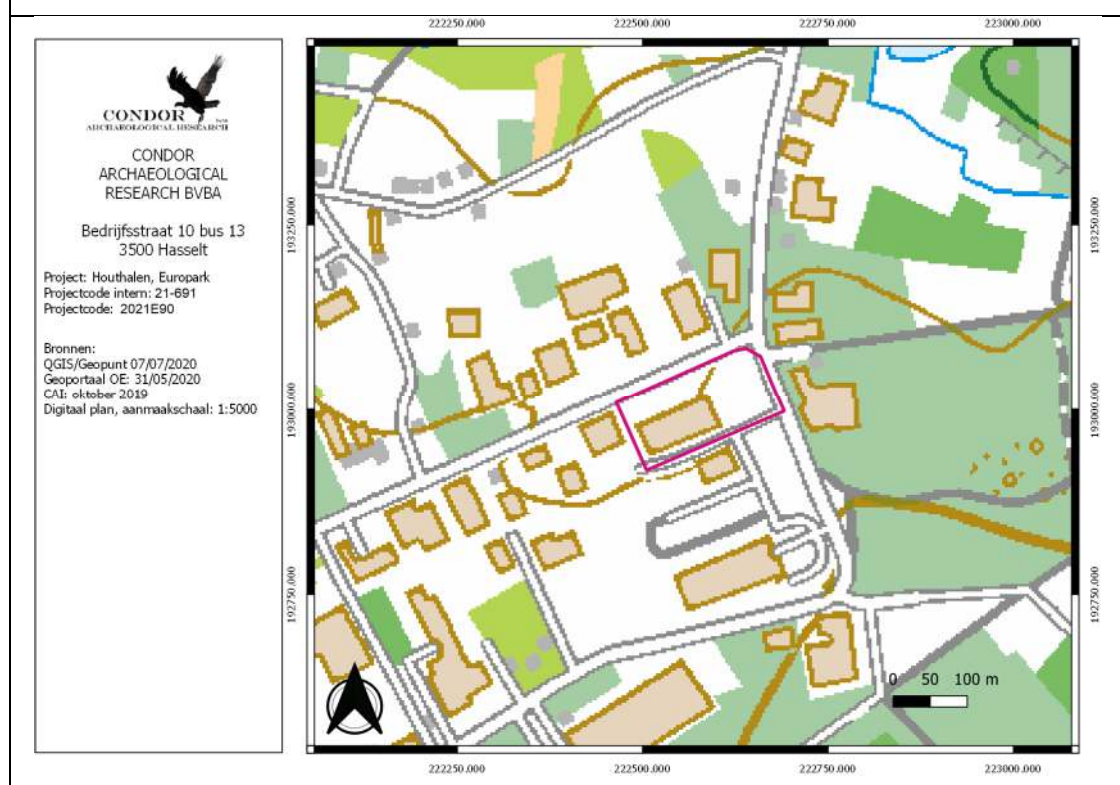 222250.000 222500.000 222750.000 223000.000
CONDOR
ARCHAEOLOGICAL RESEARCH
CONDOR
ARCHAEOLOGICAL
RESEARCH BVBA
Bedrijfsstraat 10 bus 13
3500 Hasselt
Project: Houthalen, Europark
Projectcode intern: 21-691
Projectcode: 2021E90
Bronnen:
QGIS/Geopunt 07/07/2020
Geoportaal OE: 31/05/2020
CAI: oktober 2019
Digitaal plan, aanmaakschaal: 1:5000
193250.000
193000.000
192750.000
193250.000
193000.000
192750.000
0 50 100 m
222250.000 222500.000 222750.000 223000.000